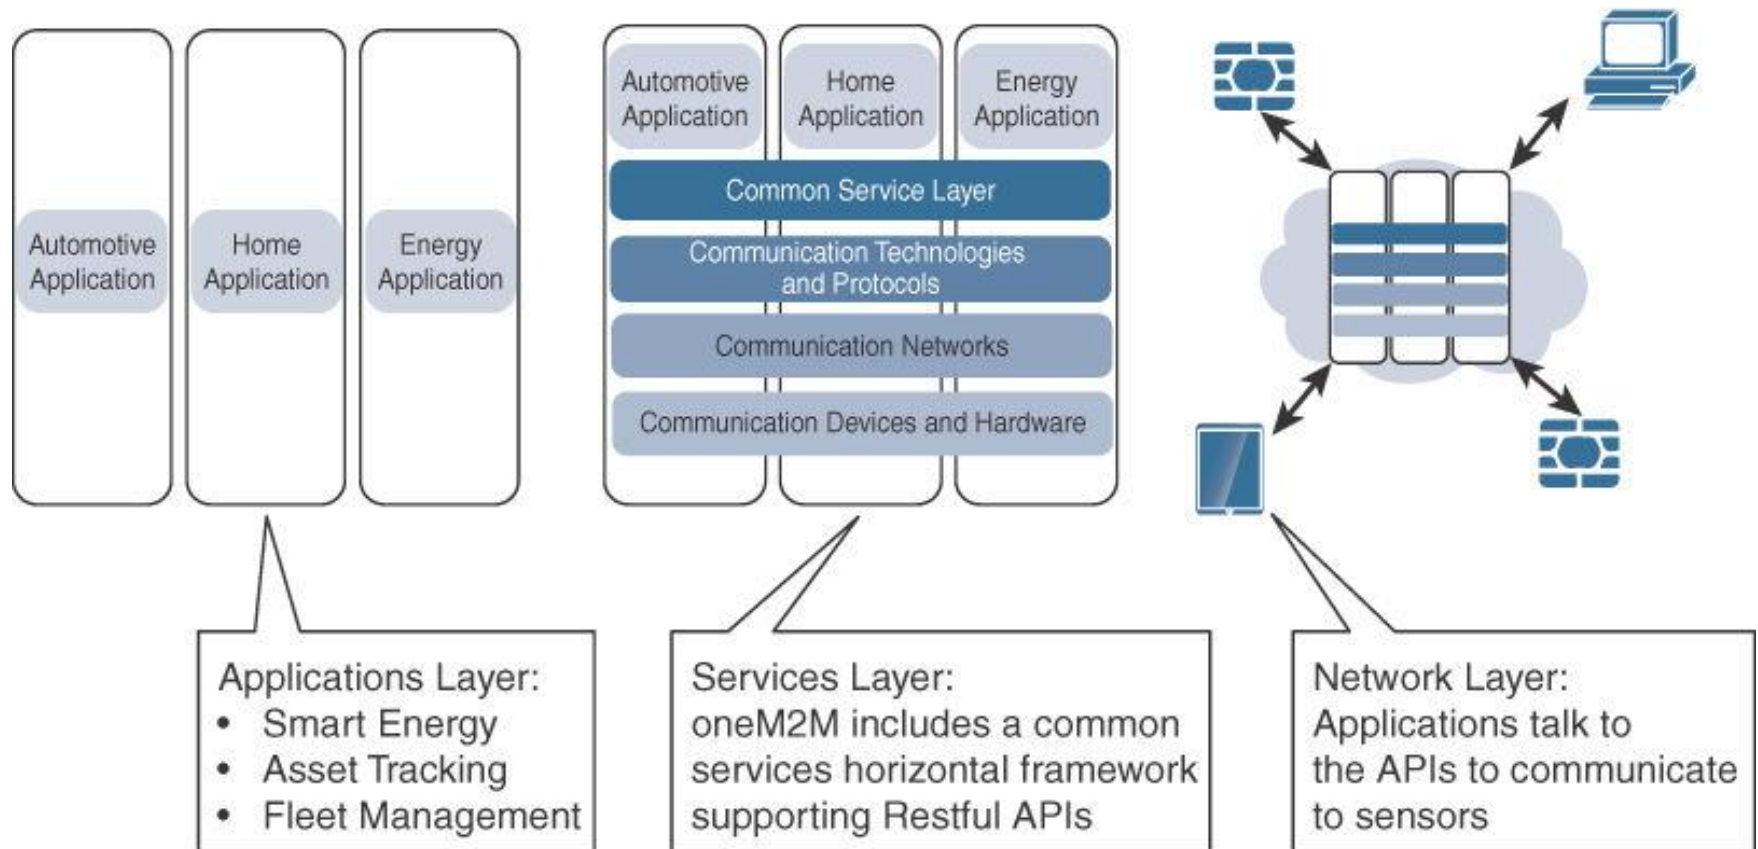 Automotive
Application
Home
Application
Energy
Application
Automotive
Application
Home
Application
Energy
Application
Common Service Layer
Communication Technologies
and Protocols
Communication Networks
Communication Devices and Hardware
Applications Layer:
• Smart Energy
• Asset Tracking
• Fleet Management
Services Layer:
oneM2M includes a common
services horizontal framework
supporting Restful APIs
Network Layer:
Applications talk to
the APIs to communicate
to sensors